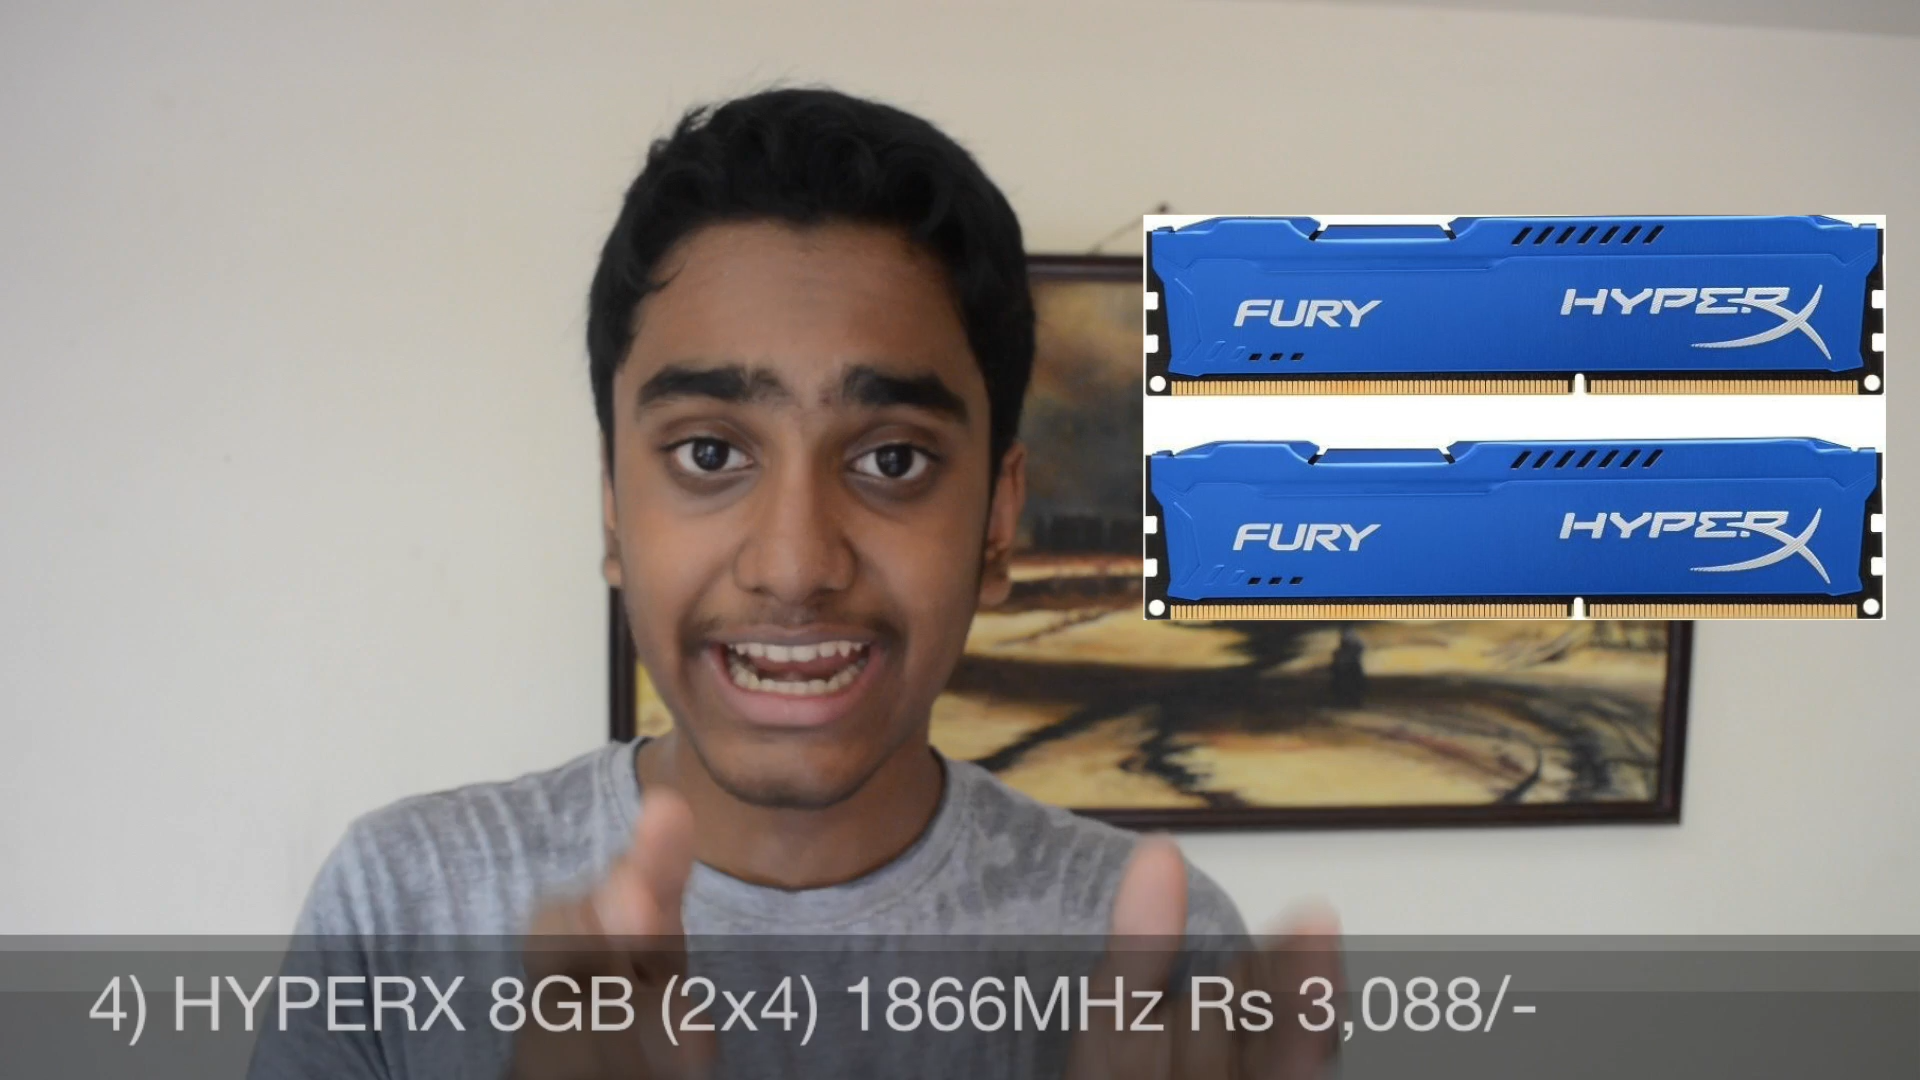 FURY HYPERX
FURY HYPERX
4) HYPERX 8GB (2x4) 1866MHz Rs 3,088/-